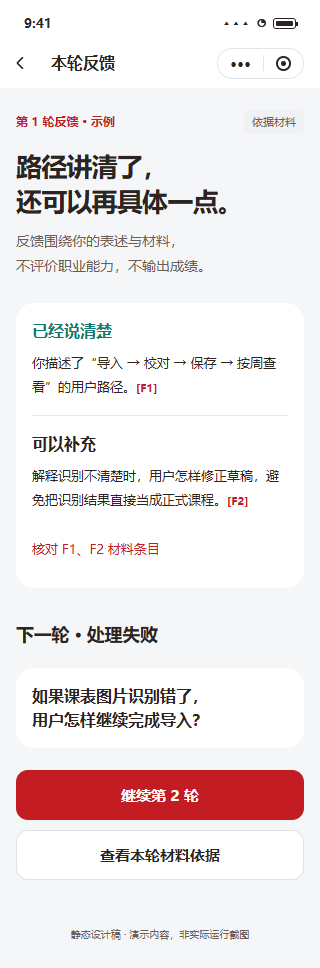 9:41
本轮反馈
第 1 轮反馈 · 示例
依据材料
路径讲清了，
还可以再具体一点。
反馈围绕你的表述与材料，
不评价职业能力，不输出成绩。
已经说清楚
你描述了“导入 → 校对 → 保存 → 按周查
看”的用户路径。[F1]
可以补充
解释识别不清楚时，用户怎样修正草稿，避
免把识别结果直接当成正式课程。[F2]
核对 F1、F2 材料条目
下一轮 · 处理失败
如果课表图片识别错了，
用户怎样继续完成导入？
继续第 2 轮
查看本轮材料依据
静态设计稿 · 演示内容，非实际运行截图